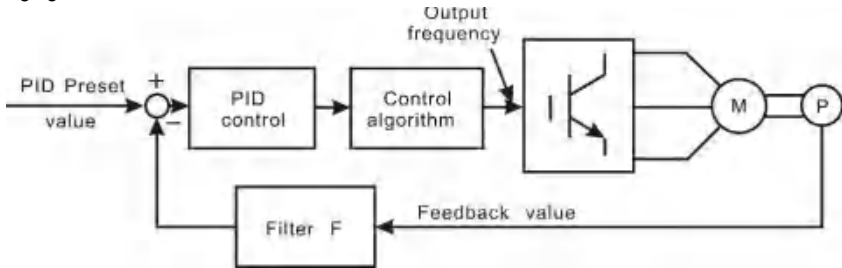 Output
frequency
PID Preset
value
+
−
PID
control
Control
algorithm
M
P
Filter F
Feedback value